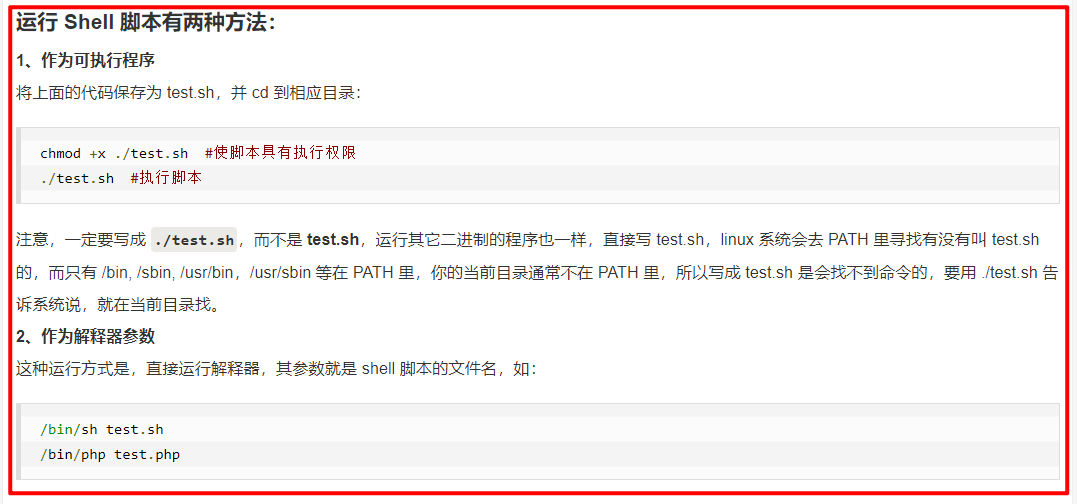 运行 Shell 脚本有两种方法：
1、作为可执行程序
将上面的代码保存为 test.sh，并 cd 到相应目录：
chmod +x ./test.sh  #使脚本具有执行权限
./test.sh  #执行脚本
注意，一定要写成 ./test.sh，而不是 test.sh，运行其它二进制的程序也一样，直接写 test.sh，linux 系统会去 PATH 里寻找有没有叫 test.sh
的，而只有 /bin, /sbin, /usr/bin，/usr/sbin 等在 PATH 里，你的当前目录通常不在 PATH 里，所以写成 test.sh 是会找不到命令的，要用 ./test.sh 告
诉系统说，就在当前目录找。
2、作为解释器参数
这种运行方式是，直接运行解释器，其参数就是 shell 脚本的文件名，如：
/bin/sh test.sh
/bin/php test.php